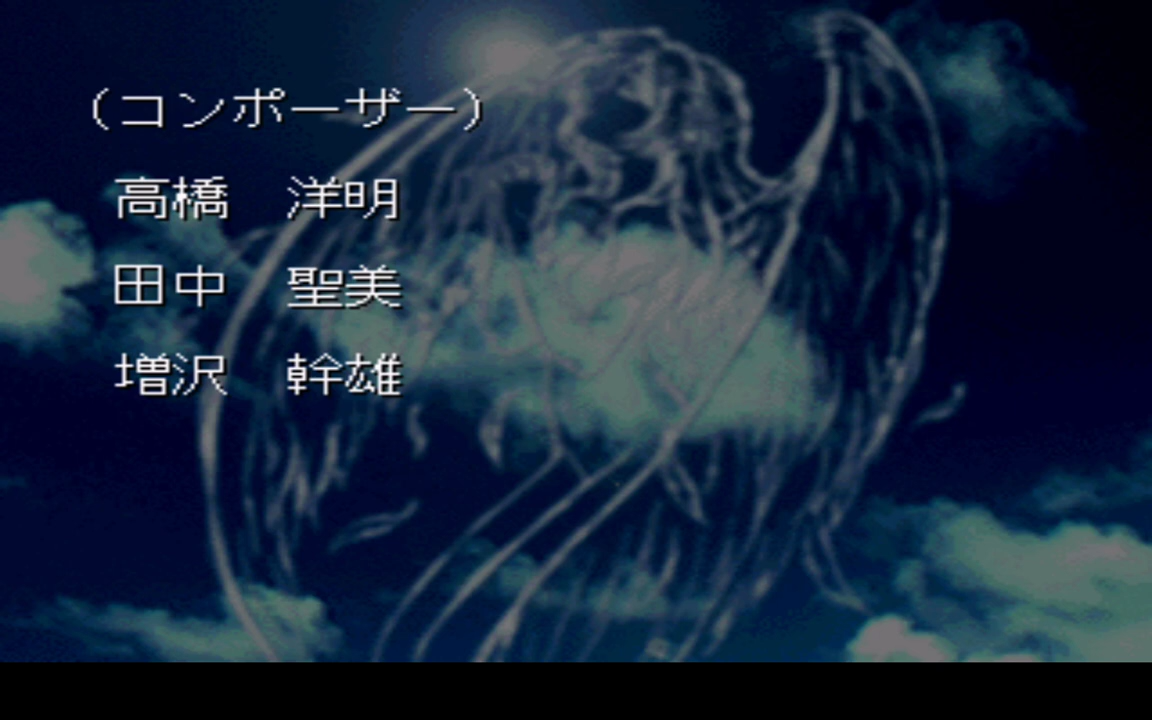 (コンポーザー)
高橋　洋明
田中　聖美
増沢　幹雄